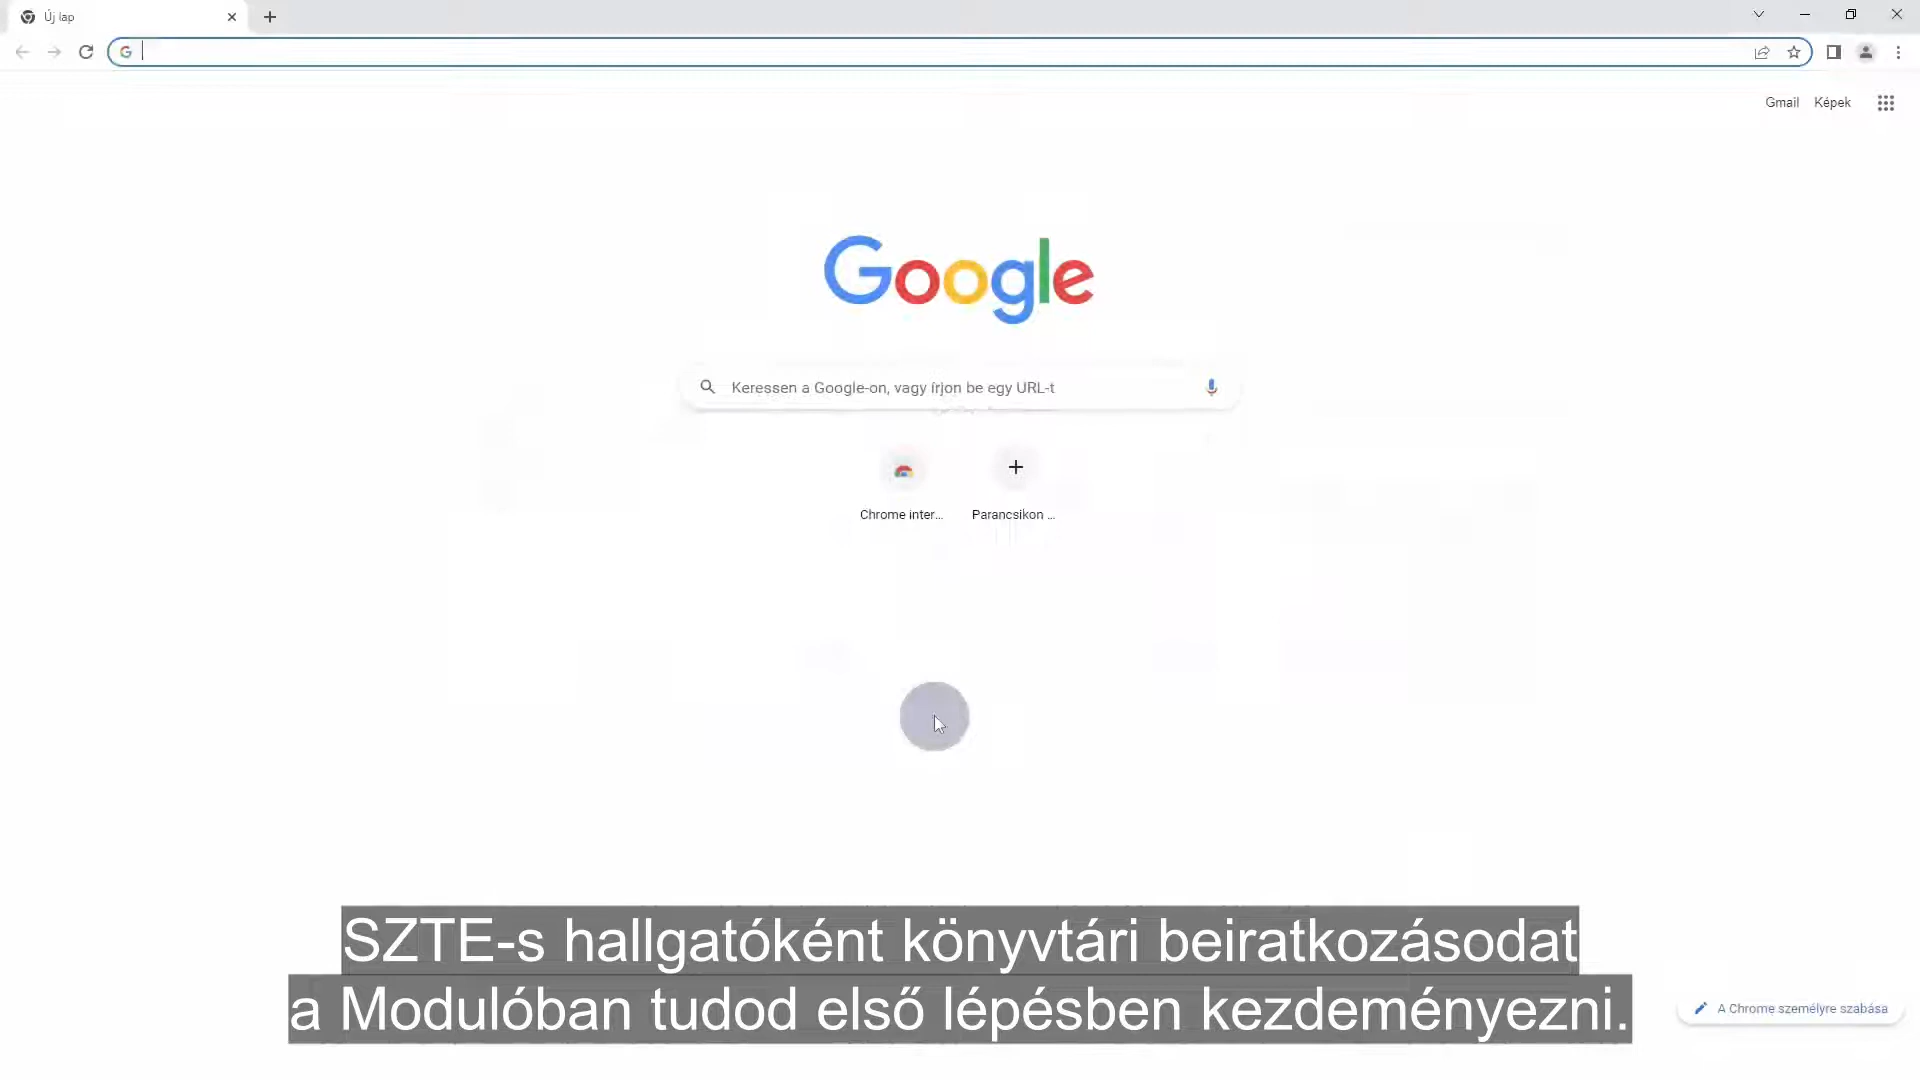 Új lap
Gmail Képek
Google
Keressen a Google-on, vagy írjon be egy URL-t
Chrome inter... Parancsikon ...
SZTE-s hallgatóként könyvtári beiratkozásodat
a Modulóban tudod első lépésben kezdeményezni.
A Chrome személyre szabása